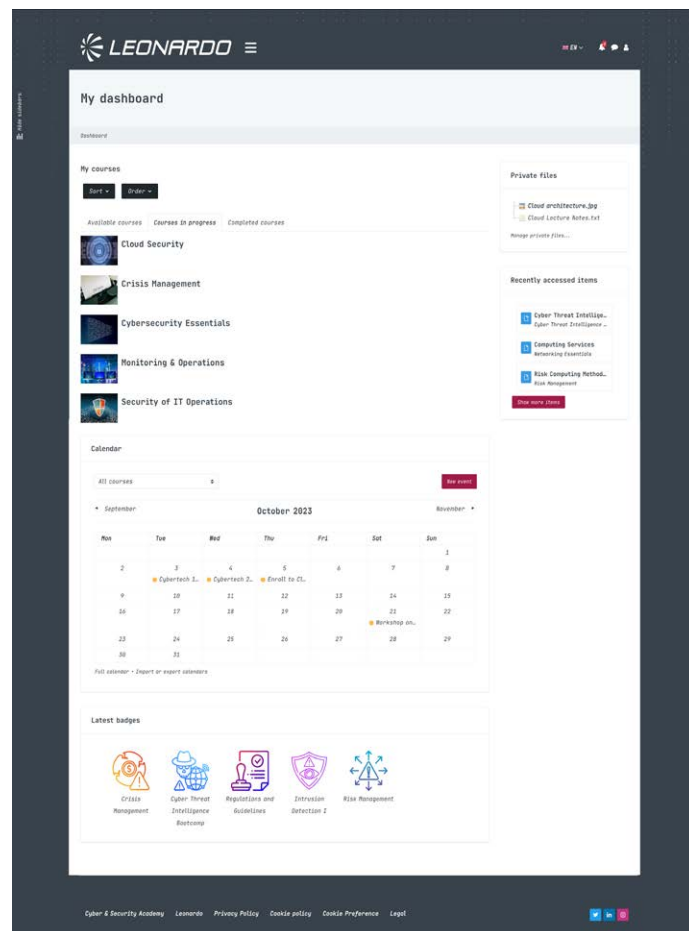 LEONARDO
EN
Hide sidebars
My dashboard
Dashboard
My courses
Sort
Order
Available courses
Courses in progress
Completed courses
Cloud Security
Crisis Management
Cybersecurity Essentials
Monitoring & Operations
Security of IT Operations
Private files
Cloud architecture.jpg
Cloud Lecture Notes.txt
Manage private files...
Recently accessed items
Cyber Threat Intellige...
Cyber Threat Intelligence ...
Computing Services
Networking Essentials
Risk Computing Method...
Risk Management
Show more items
Calendar
All courses
New event
September
October 2023
November
Mon Tue Wed Thu Fri Sat Sun
1
2 3 4 5 6 7 8
Cybertech 1... Cybertech 2... Enroll to Cl...
9 10 11 12 13 14 15
16 17 18 19 20 21 22
Workshop on...
23 24 25 26 27 28 29
30 31
Full calendar • Import or export calendars
Latest badges
Crisis
Management
Cyber Threat
Intelligence
Bootcamp
Regulations and
Guidelines
Intrusion
Detection I
Risk Management
Cyber & Security Academy Leonardo Privacy Policy Cookie policy Cookie Preference Legal